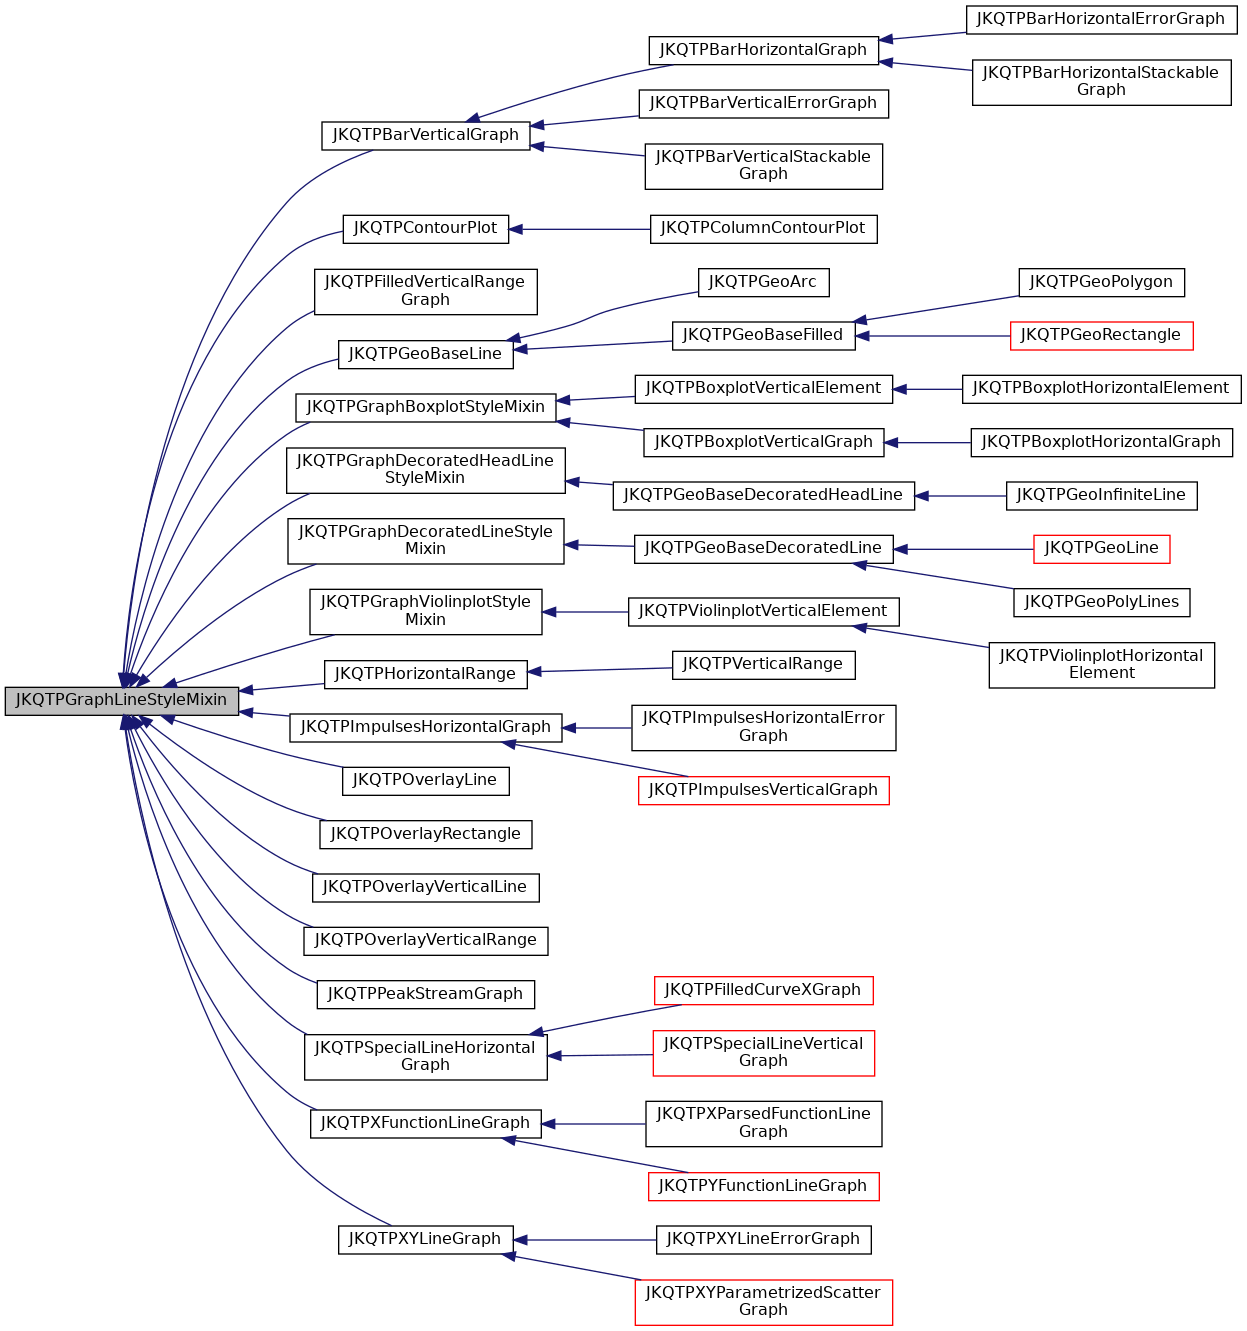 JKQTPBarHorizontalErrorGraph
JKQTPBarHorizontalGraph
JKQTPBarHorizontalStackable
Graph
JKQTPBarVerticalErrorGraph
JKQTPBarVerticalGraph
JKQTPBarVerticalStackable
Graph
JKQTPContourPlot
JKQTPColumnContourPlot
JKQTPFilledVerticalRange
Graph
JKQTPGeoArc
JKQTPGeoPolygon
JKQTPGeoBaseLine
JKQTPGeoBaseFilled
JKQTPGeoRectangle
JKQTPGraphBoxplotStyleMixin
JKQTPBoxplotVerticalElement
JKQTPBoxplotHorizontalElement
JKQTPBoxplotVerticalGraph
JKQTPBoxplotHorizontalGraph
JKQTPGraphDecoratedHeadLine
StyleMixin
JKQTPGeoBaseDecoratedHeadLine
JKQTPGeoInfiniteLine
JKQTPGraphDecoratedLineStyle
Mixin
JKQTPGeoBaseDecoratedLine
JKQTPGeoLine
JKQTPGeoPolyLines
JKQTPGraphViolinplotStyle
Mixin
JKQTPViolinplotVerticalElement
JKQTPViolinplotHorizontal
Element
JKQTPHorizontalRange
JKQTPVerticalRange
JKQTPGraphLineStyleMixin
JKQTPImpulsesHorizontalGraph
JKQTPImpulsesHorizontalError
Graph
JKQTPImpulsesVerticalGraph
JKQTPOverlayLine
JKQTPOverlayRectangle
JKQTPOverlayVerticalLine
JKQTPOverlayVerticalRange
JKQTPPeakStreamGraph
JKQTPFilledCurveXGraph
JKQTPSpecialLineHorizontal
Graph
JKQTPSpecialLineVertical
Graph
JKQTPXFunctionLineGraph
JKQTPXParsedFunctionLine
Graph
JKQTPYFunctionLineGraph
JKQTPXYLineGraph
JKQTPXYLineErrorGraph
JKQTPXYParametrizedScatter
Graph